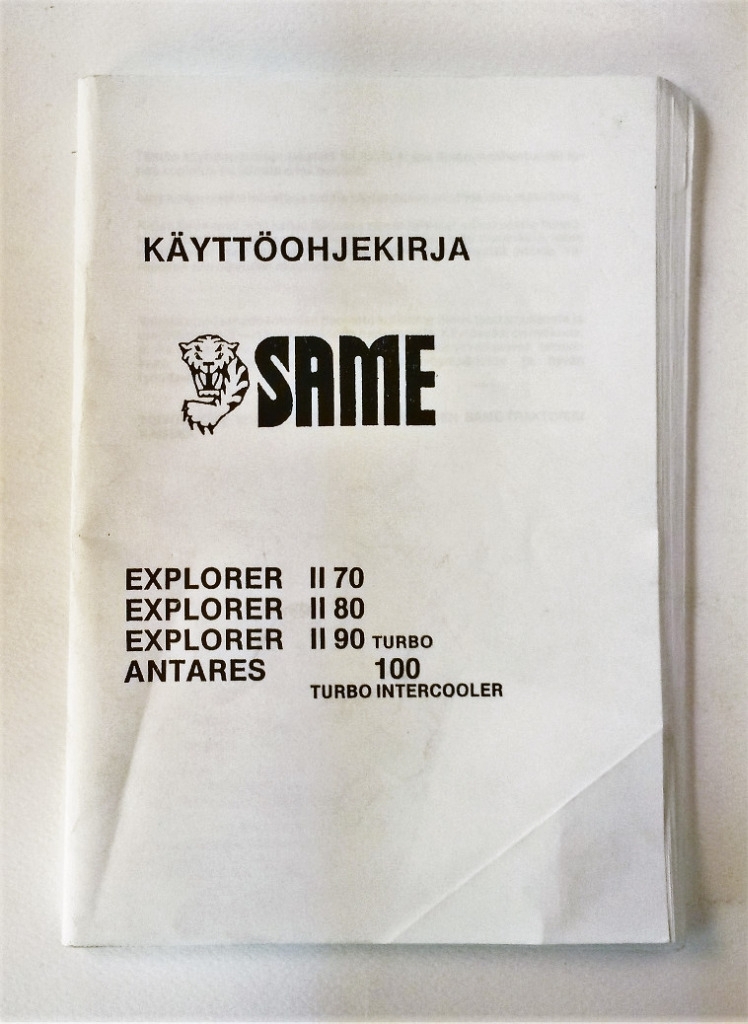 KÄYTTÖOHJEKIRJA
SAME
EXPLORER II 70
EXPLORER II 80
EXPLORER II 90 TURBO
ANTARES 100
TURBO INTERCOOLER